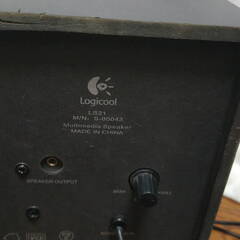 Logicool
LS21
M/N: S-00043
Multimedia Speaker
MADE IN CHINA
SPEAKER OUTPUT